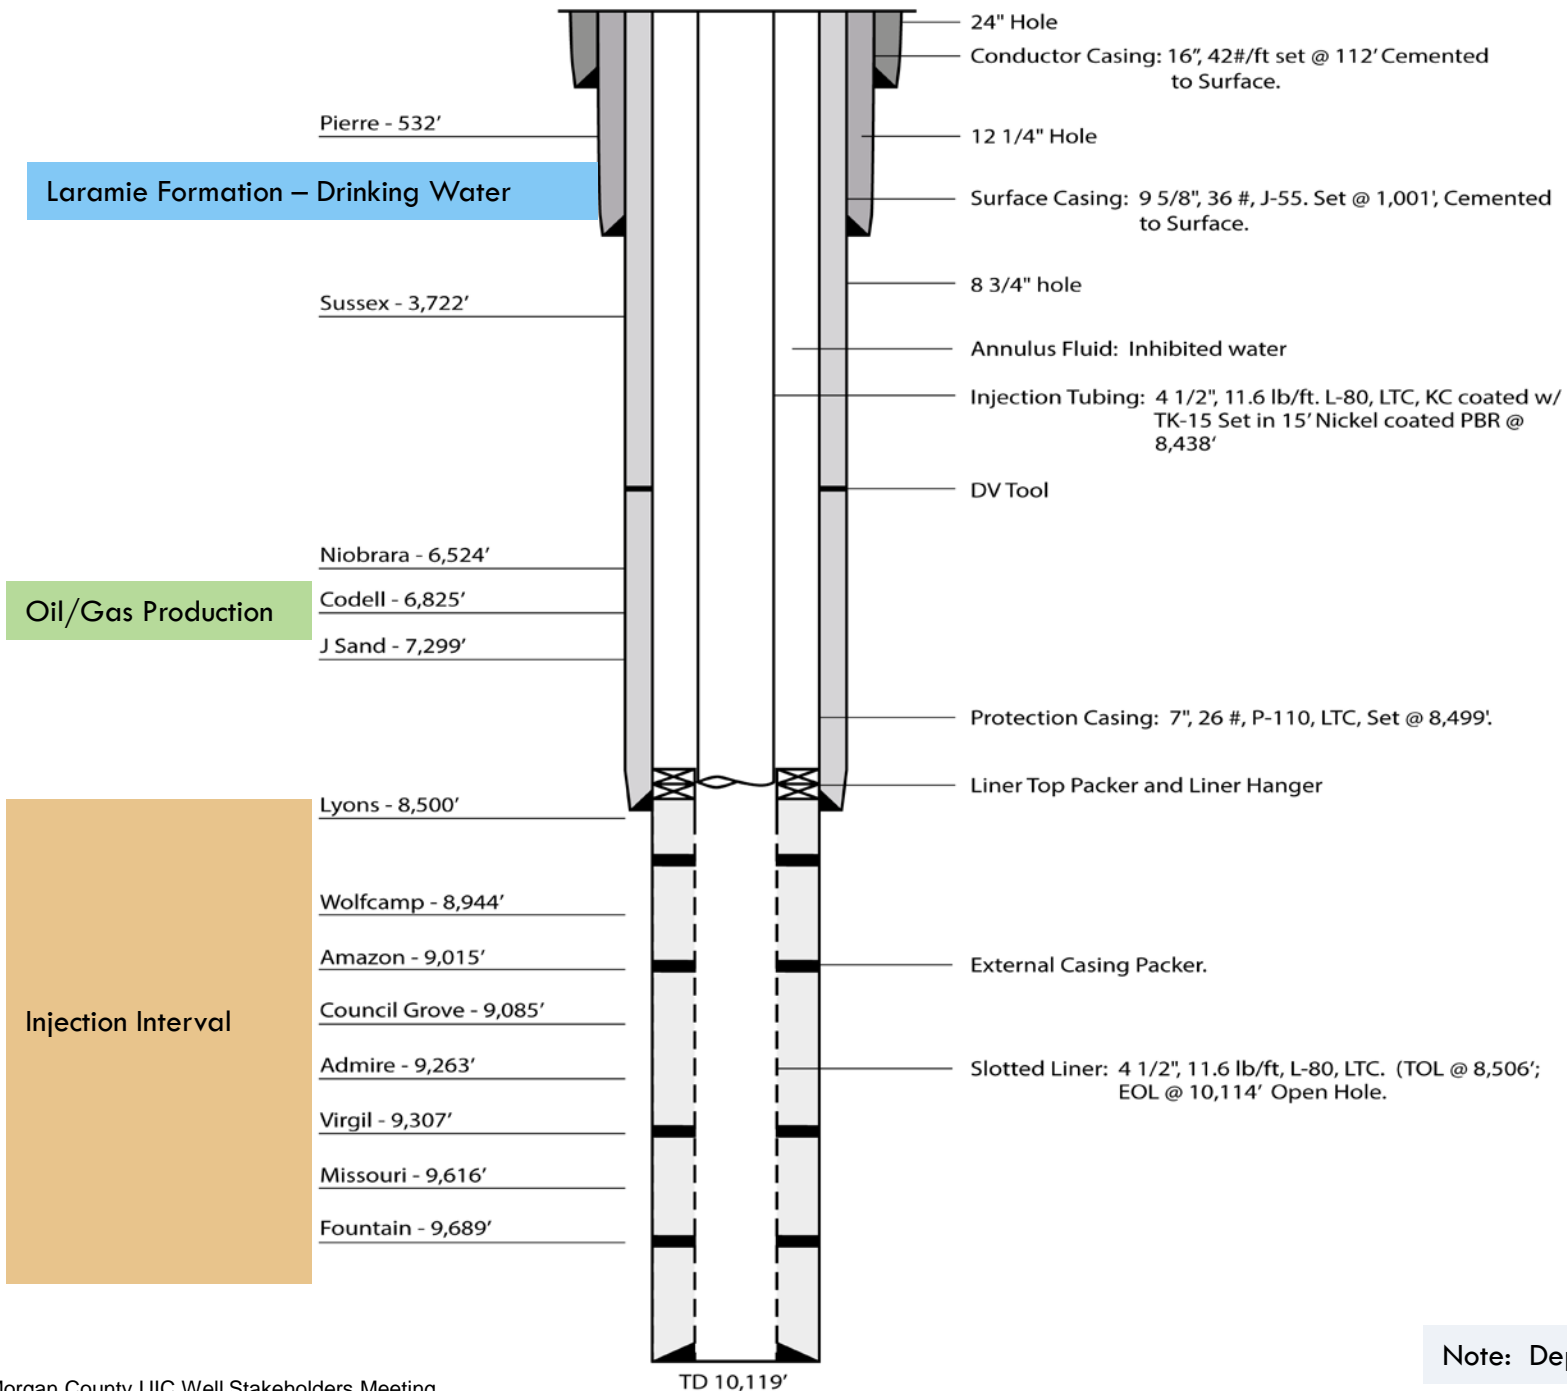 24" Hole
Conductor Casing: 16”, 42#/ft set @ 112’ Cemented
to Surface.
Pierre - 532’
12 1/4" Hole
Laramie Formation – Drinking Water
Surface Casing: 9 5/8", 36 #, J-55. Set @ 1,001', Cemented
to Surface.
Sussex - 3,722’
8 3/4" hole
Annulus Fluid: Inhibited water
Injection Tubing: 4 1/2", 11.6 lb/ft. L-80, LTC, KC coated w/
TK-15 Set in 15’ Nickel coated PBR @
8,438‘
DV Tool
Niobrara - 6,524’
Oil/Gas Production
Codell - 6,825’
J Sand - 7,299’
Protection Casing: 7", 26 #, P-110, LTC, Set @ 8,499'.
Liner Top Packer and Liner Hanger
Lyons - 8,500’
Wolfcamp - 8,944’
Amazon - 9,015’
External Casing Packer.
Council Grove - 9,085’
Injection Interval
Admire - 9,263’
Slotted Liner: 4 1/2", 11.6 lb/ft, L-80, LTC. (TOL @ 8,506’;
EOL @ 10,114’ Open Hole.
Virgil - 9,307’
Missouri - 9,616’
Fountain - 9,689’
Note:
TD 10,119’
County UIC Well Stakeholders Meeting